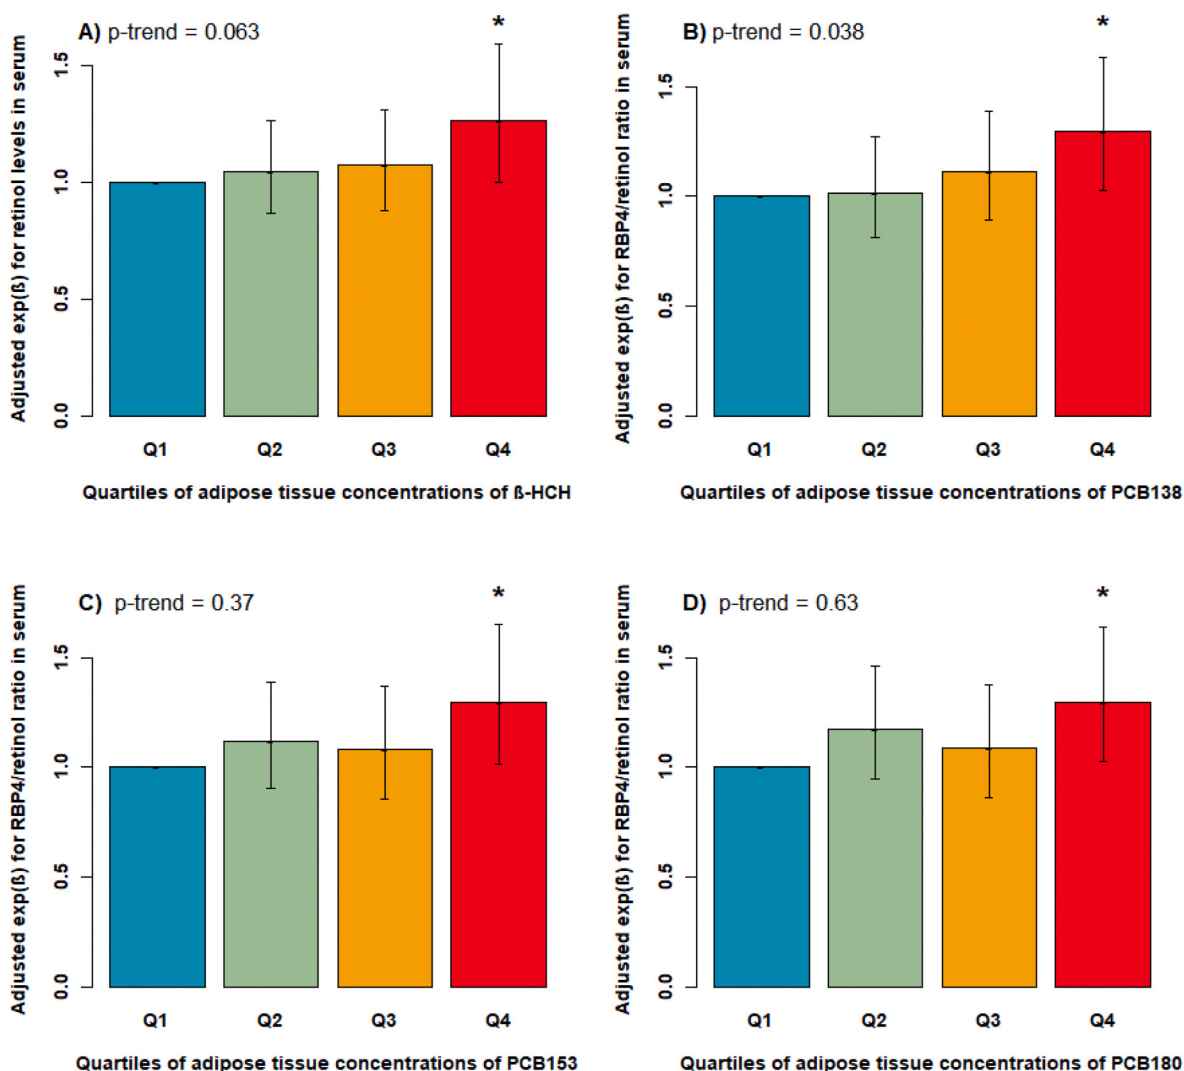 A) p-trend = 0.063
*
Adjusted exp(ß) for retinol levels in serum
1.5
1.0
0.5
0.0
Q1 Q2 Q3 Q4
Quartiles of adipose tissue concentrations of ß-HCH
B) p-trend = 0.038
*
Adjusted exp(ß) for RBP4/retinol ratio in serum
1.5
1.0
0.5
0.0
Q1 Q2 Q3 Q4
Quartiles of adipose tissue concentrations of PCB138
C) p-trend = 0.37
*
Adjusted exp(ß) for RBP4/retinol ratio in serum
1.5
1.0
0.5
0.0
Q1 Q2 Q3 Q4
Quartiles of adipose tissue concentrations of PCB153
D) p-trend = 0.63
*
Adjusted exp(ß) for RBP4/retinol ratio in serum
1.5
1.0
0.5
0.0
Q1 Q2 Q3 Q4
Quartiles of adipose tissue concentrations of PCB180